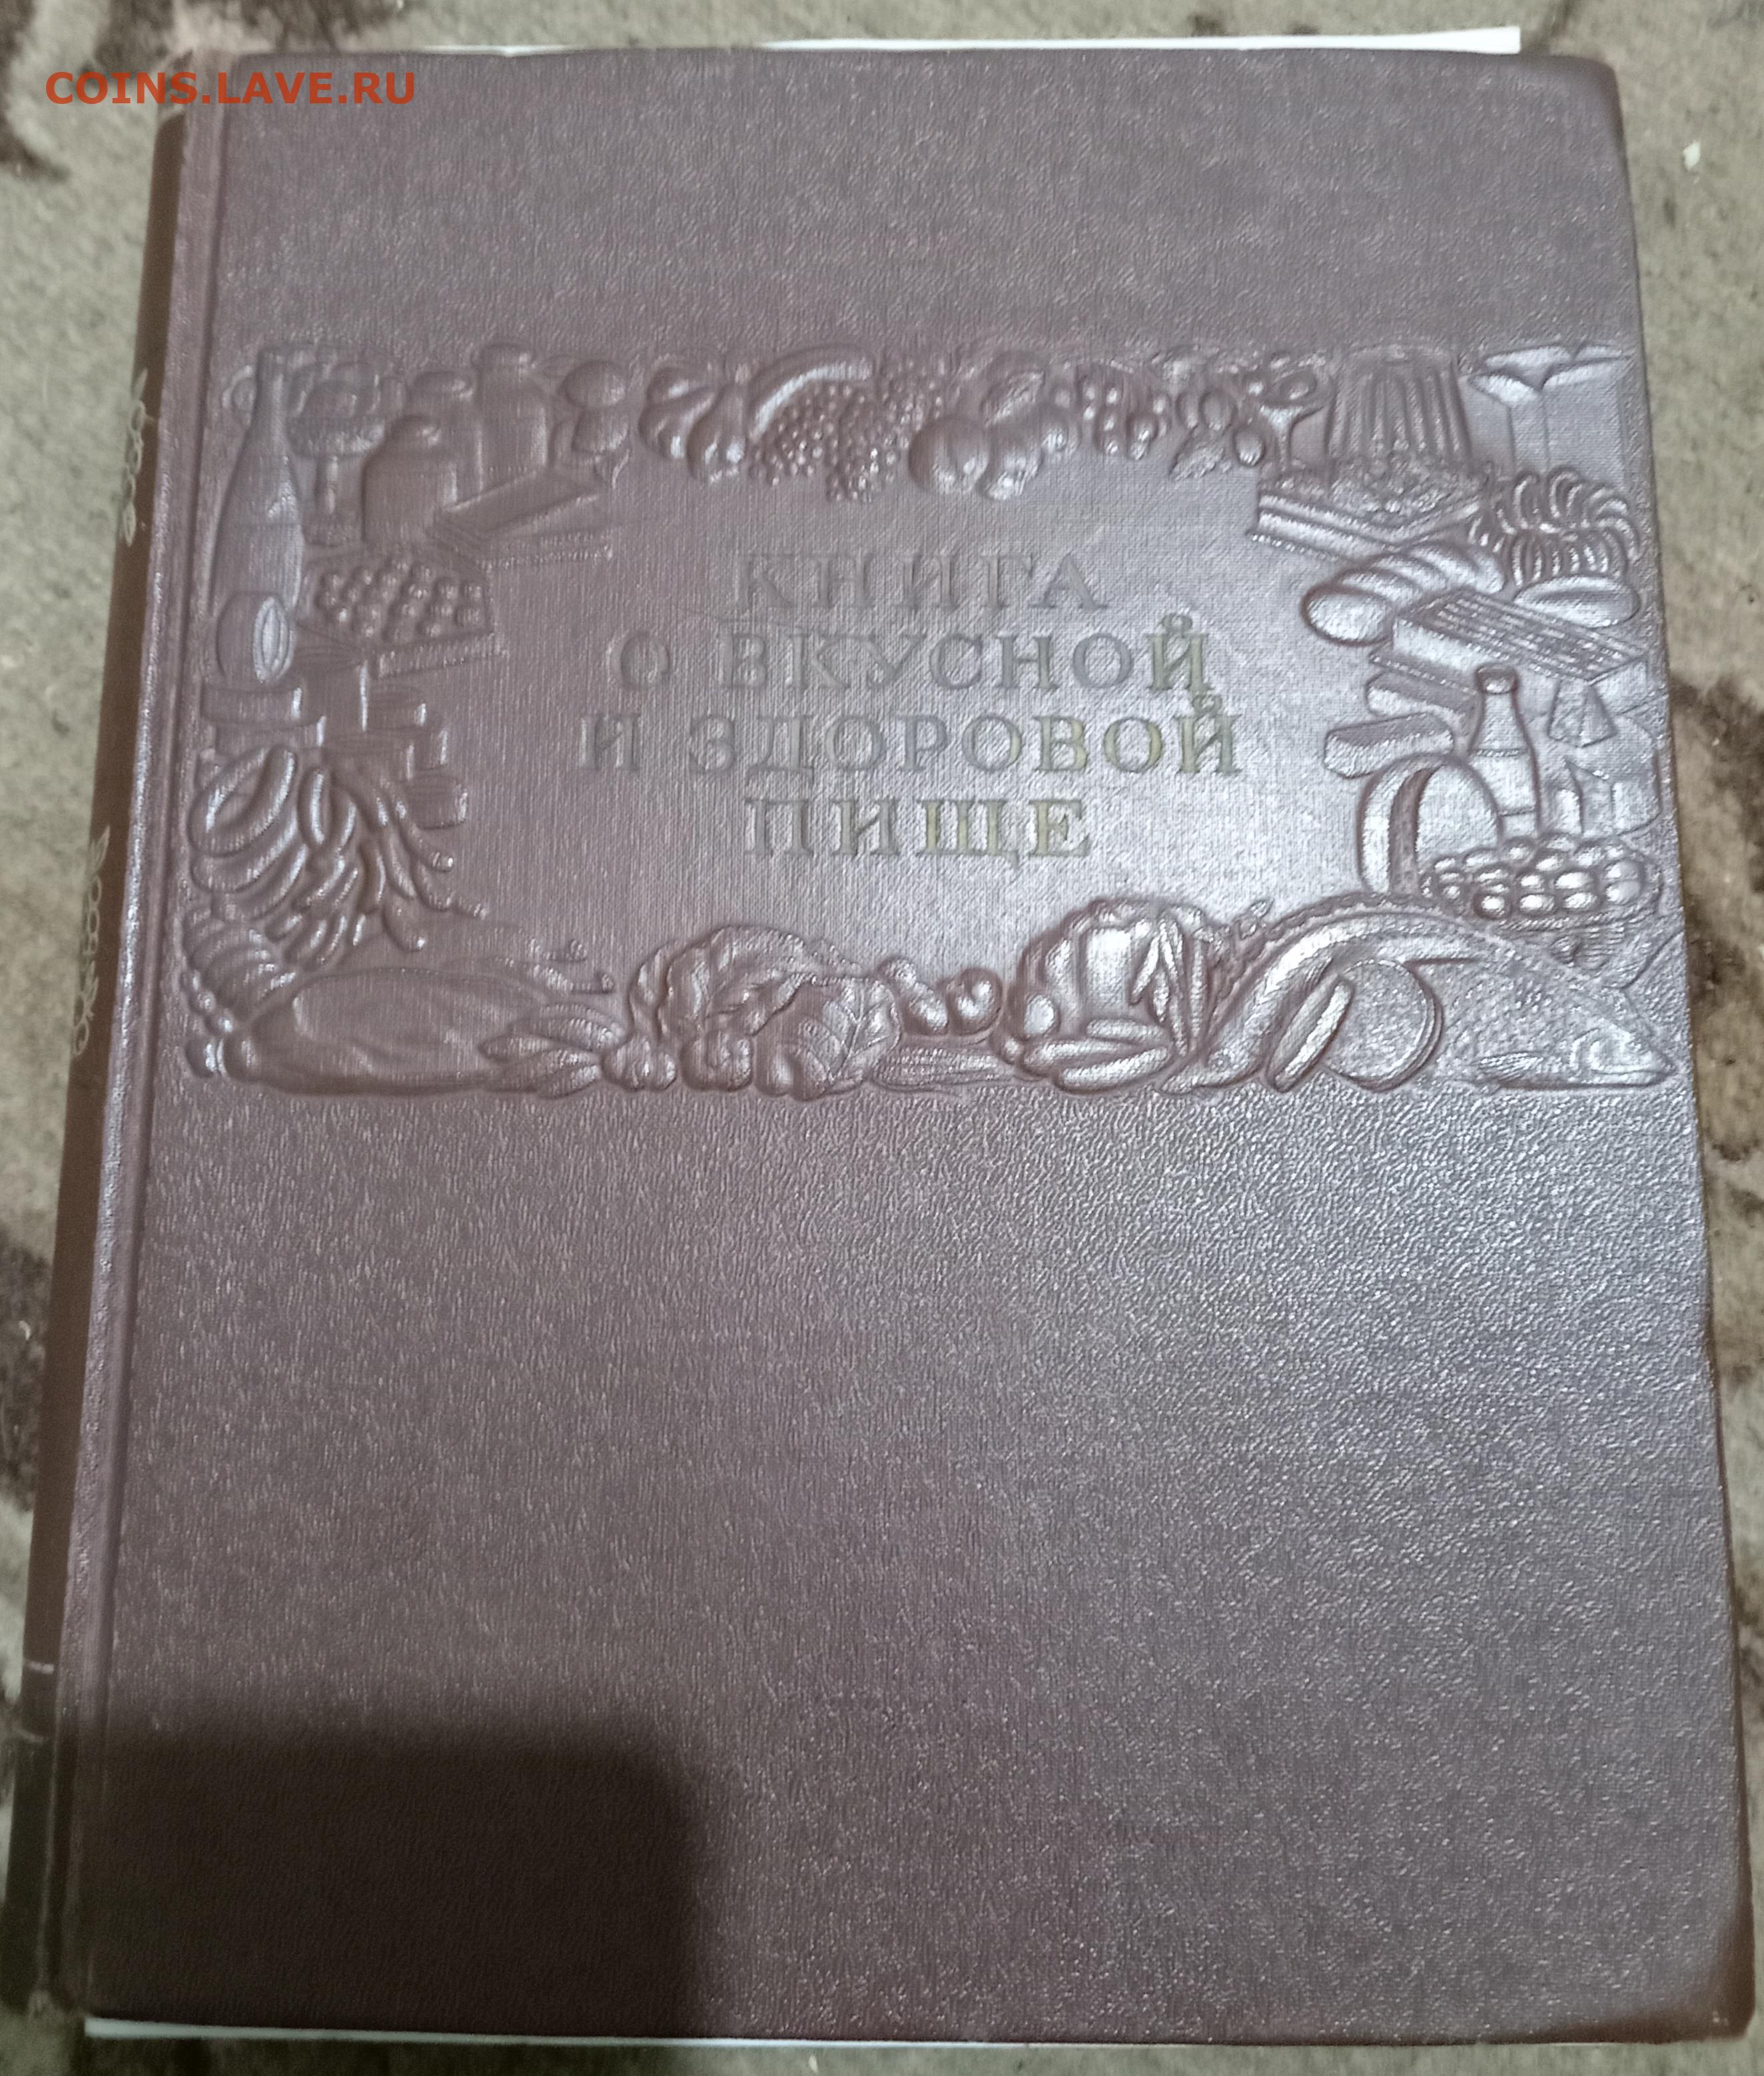 COINS.LAVE.RU
КНИГА
О ВКУСНОЙ
И ЗДОРОВОЙ
ПИЩЕ